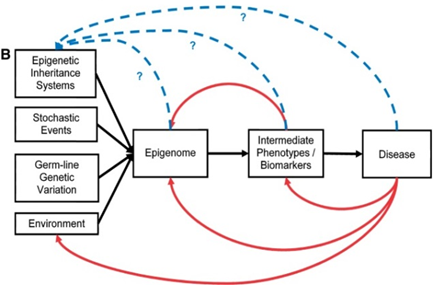 B
Epigenetic
Inheritance
Systems
Stochastic
Events
Germ-line
Genetic
Variation
Environment
Epigenome
Intermediate
Phenotypes /
Biomarkers
Disease
?
?
?